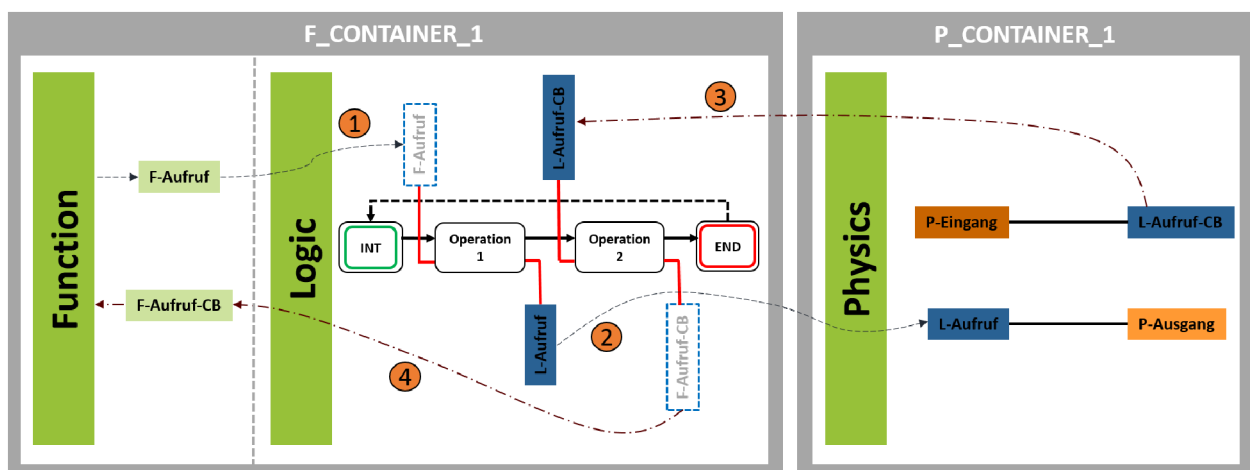 F_CONTAINER_1
P_CONTAINER_1
Function
F-Aufruf
F-Aufruf-CB
Logic
1
F-Aufruf
L-Aufruf-CB
3
INT
Operation
1
Operation
2
END
L-Aufruf
2
F-Aufruf-CB
4
Physics
P-Eingang
L-Aufruf-CB
L-Aufruf
P-Ausgang